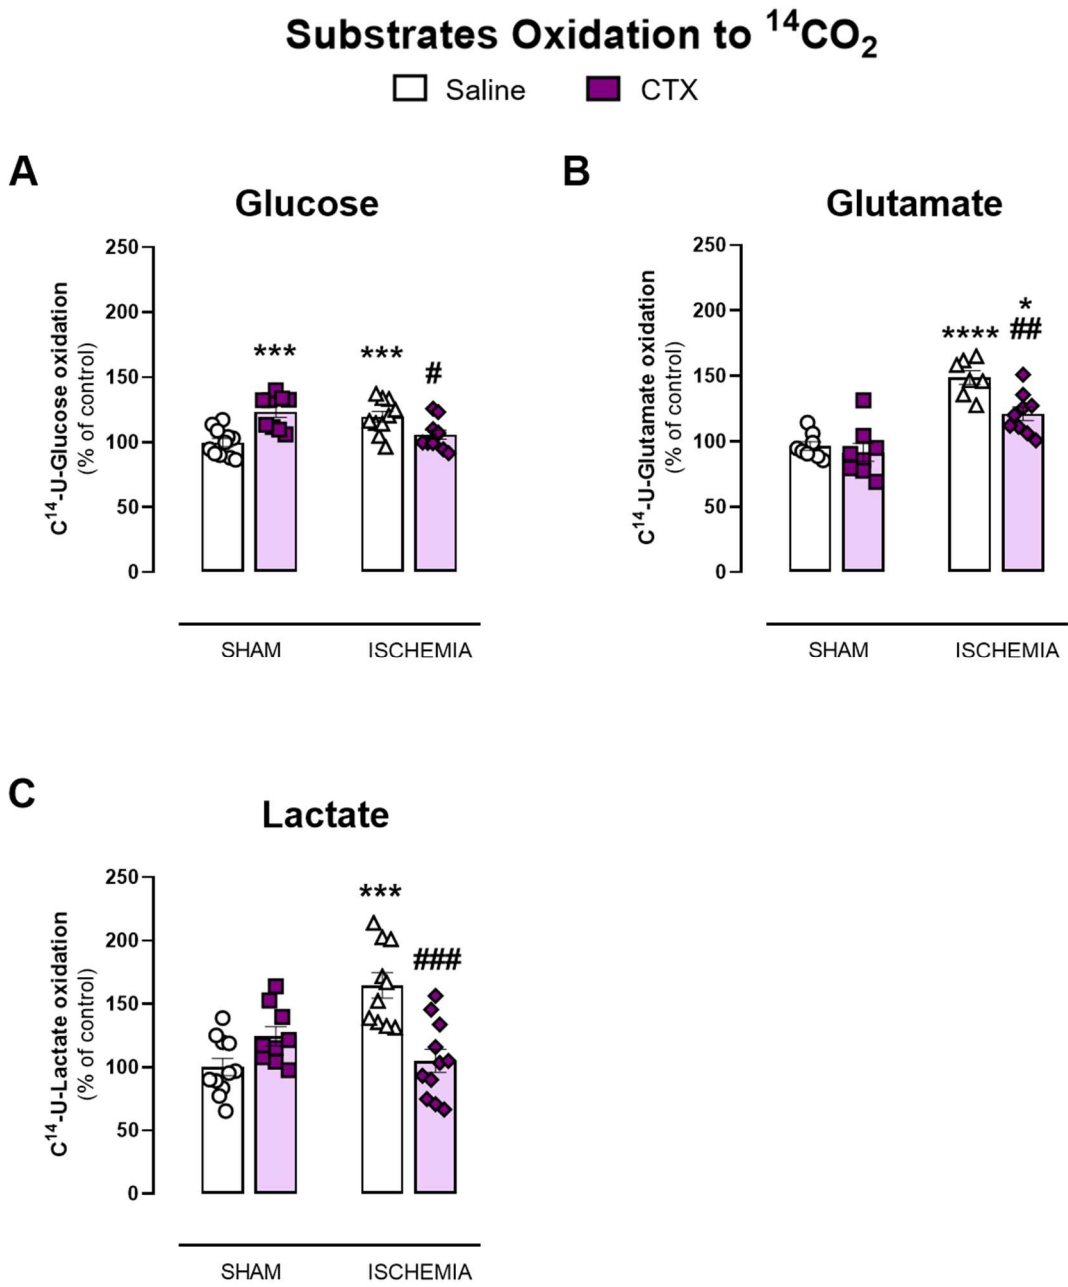 Substrates Oxidation to ¹⁴CO₂
Saline CTX
A
Glucose
C¹⁴-U-Glucose oxidation
(% of control)
250
200
150
100
50
0
***
***
#
SHAM ISCHEMIA
B
Glutamate
C¹⁴-U-Glutamate oxidation
(% of control)
250
200
150
100
50
0
****
*
##
SHAM ISCHEMIA
C
Lactate
C¹⁴-U-Lactate oxidation
(% of control)
250
200
150
100
50
0
***
###
SHAM ISCHEMIA